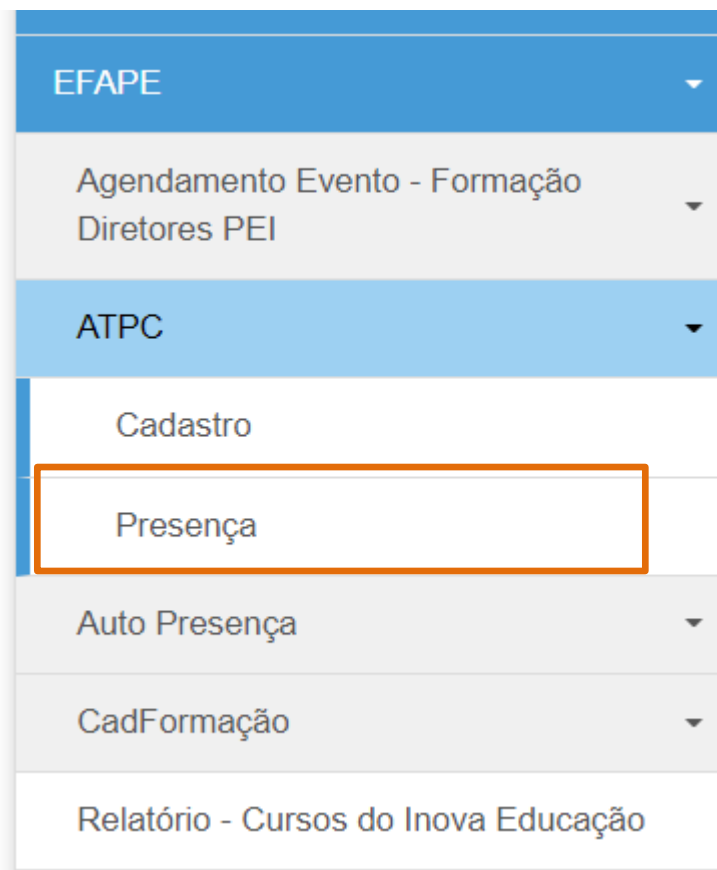 EFAPE
Agendamento Evento - Formação
Diretores PEI
ATPC
Cadastro
Presença
Auto Presença
CadFormação
Relatório - Cursos do Inova Educação